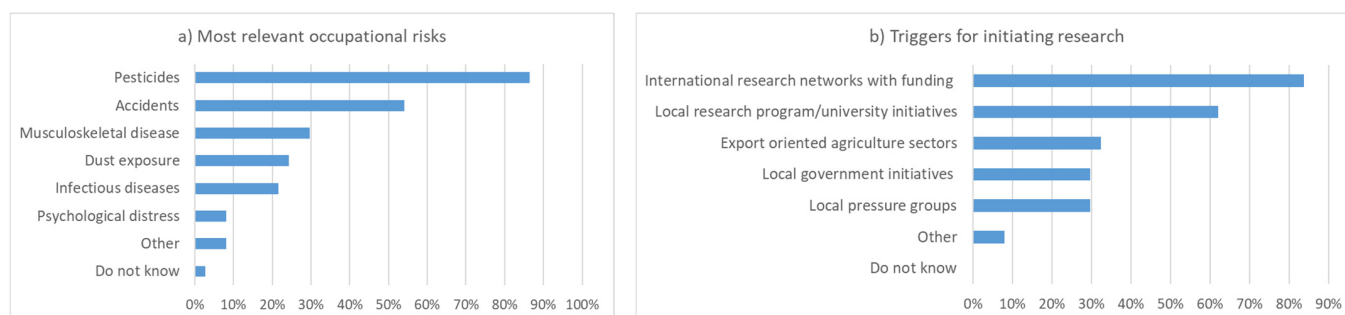 a) Most relevant occupational risks
Pesticides
Accidents
Musculoskeletal disease
Dust exposure
Infectious diseases
Psychological distress
Other
Do not know
0% 10% 20% 30% 40% 50% 60% 70% 80% 90% 100%
b) Triggers for initiating research
International research networks with funding
Local research program/university initiatives
Export oriented agriculture sectors
Local government initiatives
Local pressure groups
Other
Do not know
0% 10% 20% 30% 40% 50% 60% 70% 80% 90%